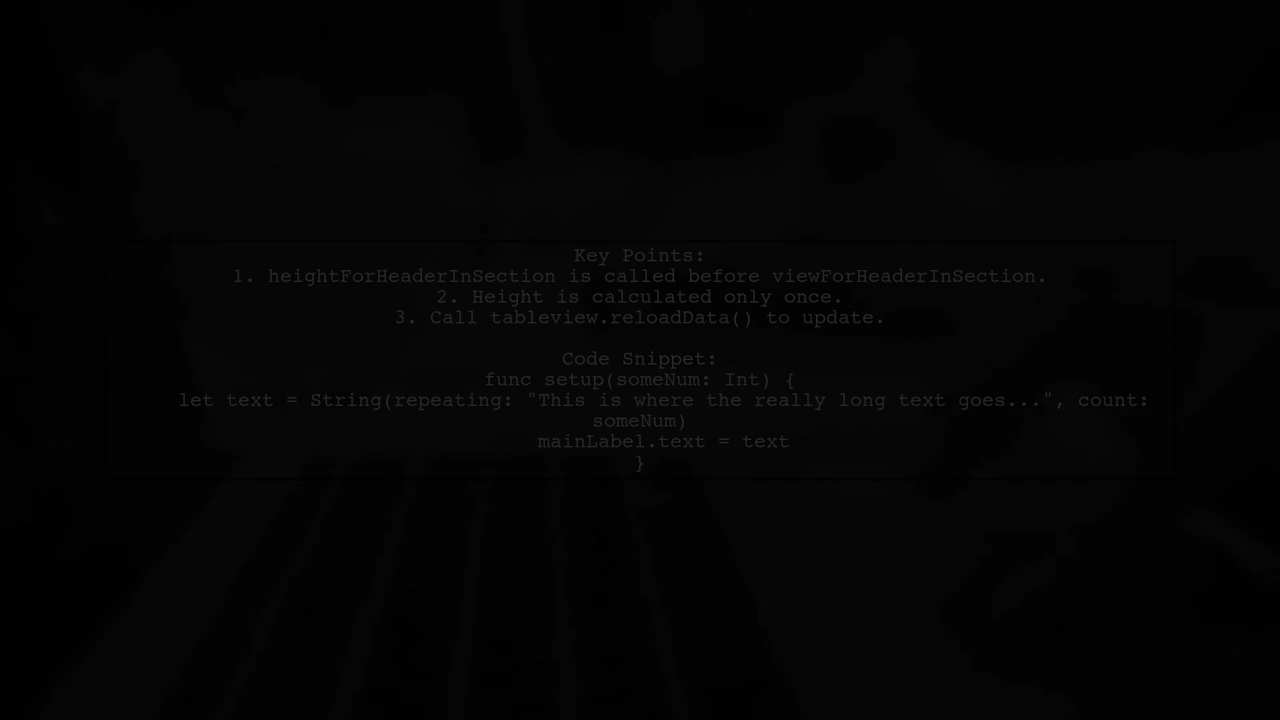 Key Points:
1. heightForHeaderInSection is called before viewForHeaderInSection.
2. Height is calculated only once.
3. Call tableview.reloadData() to update.
Code Snippet:
func setup(someNum: Int) {
let text = String(repeating: "This is where the really long text goes...", count:
someNum)
mainLabel.text = text
}